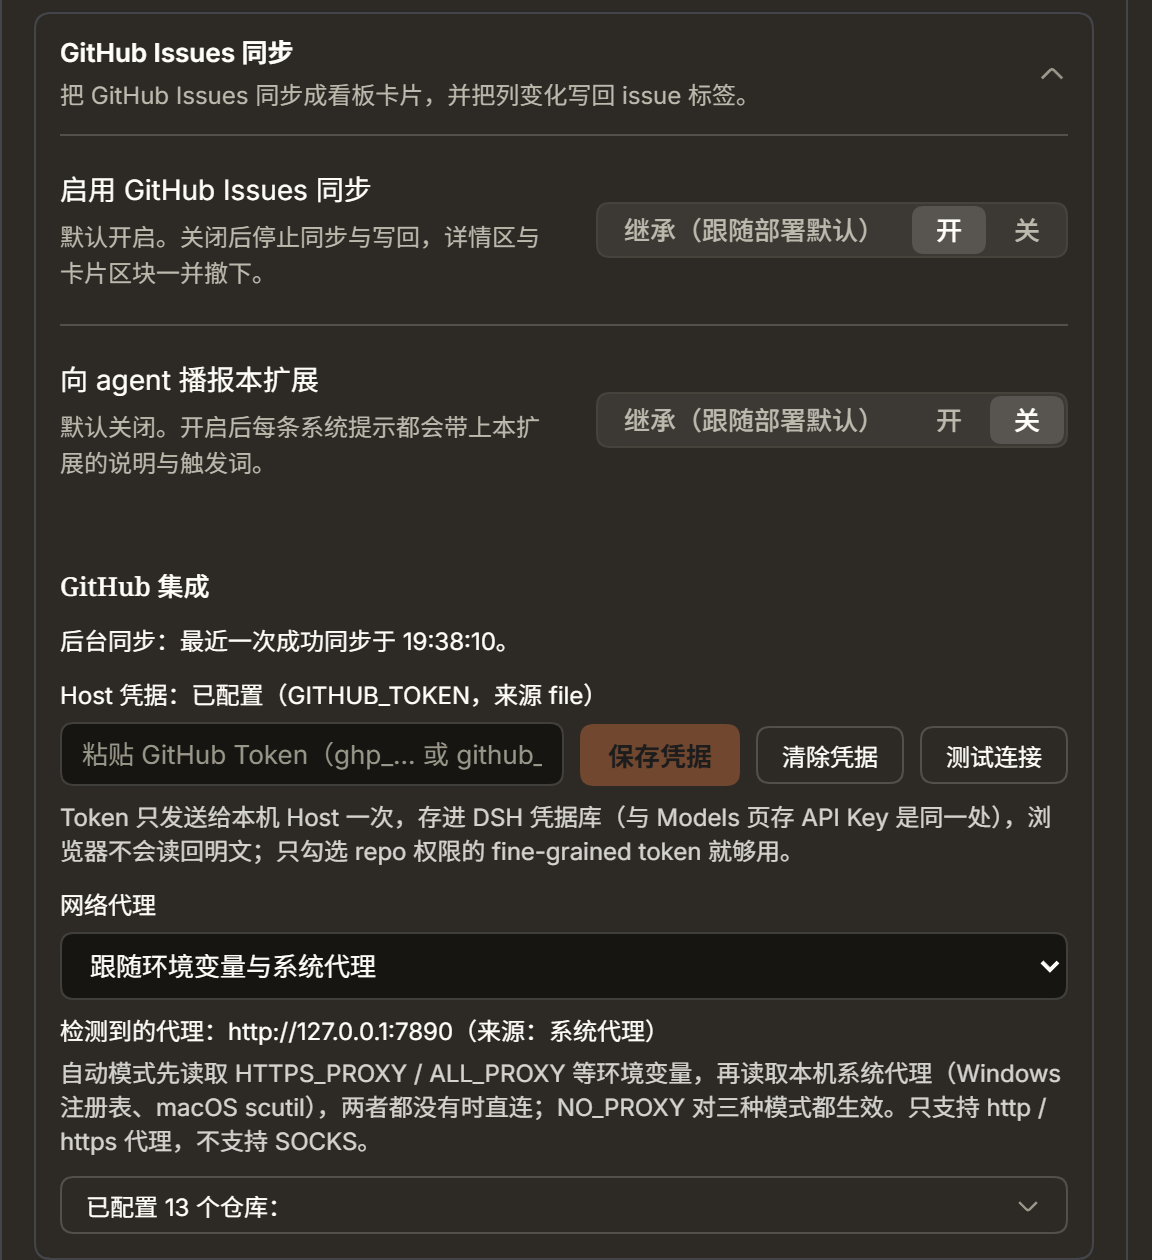 GitHub Issues 同步
把 GitHub Issues 同步成看板卡片，并把列变化写回 issue 标签。
启用 GitHub Issues 同步
默认开启。关闭后停止同步与写回，详情区与
卡片区块一并撤下。
继承（跟随部署默认） 开 关
向 agent 播报本扩展
默认关闭。开启后每条系统提示都会带上本扩
展的说明与触发词。
继承（跟随部署默认） 开 关
GitHub 集成
后台同步：最近一次成功同步于 19:38:10。
Host 凭据：已配置（GITHUB_TOKEN，来源 file）
粘贴 GitHub Token（ghp_... 或 github_ 保存凭据 清除凭据 测试连接
Token 只发送给本机 Host 一次，存进 DSH 凭据库（与 Models 页存 API Key 是同一处），浏
览器不会读回明文；只勾选 repo 权限的 fine-grained token 就够用。
网络代理
跟随环境变量与系统代理
检测到的代理：http://127.0.0.1:7890（来源：系统代理）
自动模式先读取 HTTPS_PROXY / ALL_PROXY 等环境变量，再读取本机系统代理（Windows
注册表、macOS scutil），两者都没有时直连；NO_PROXY 对三种模式都生效。只支持 http /
https 代理，不支持 SOCKS。
已配置 13 个仓库：